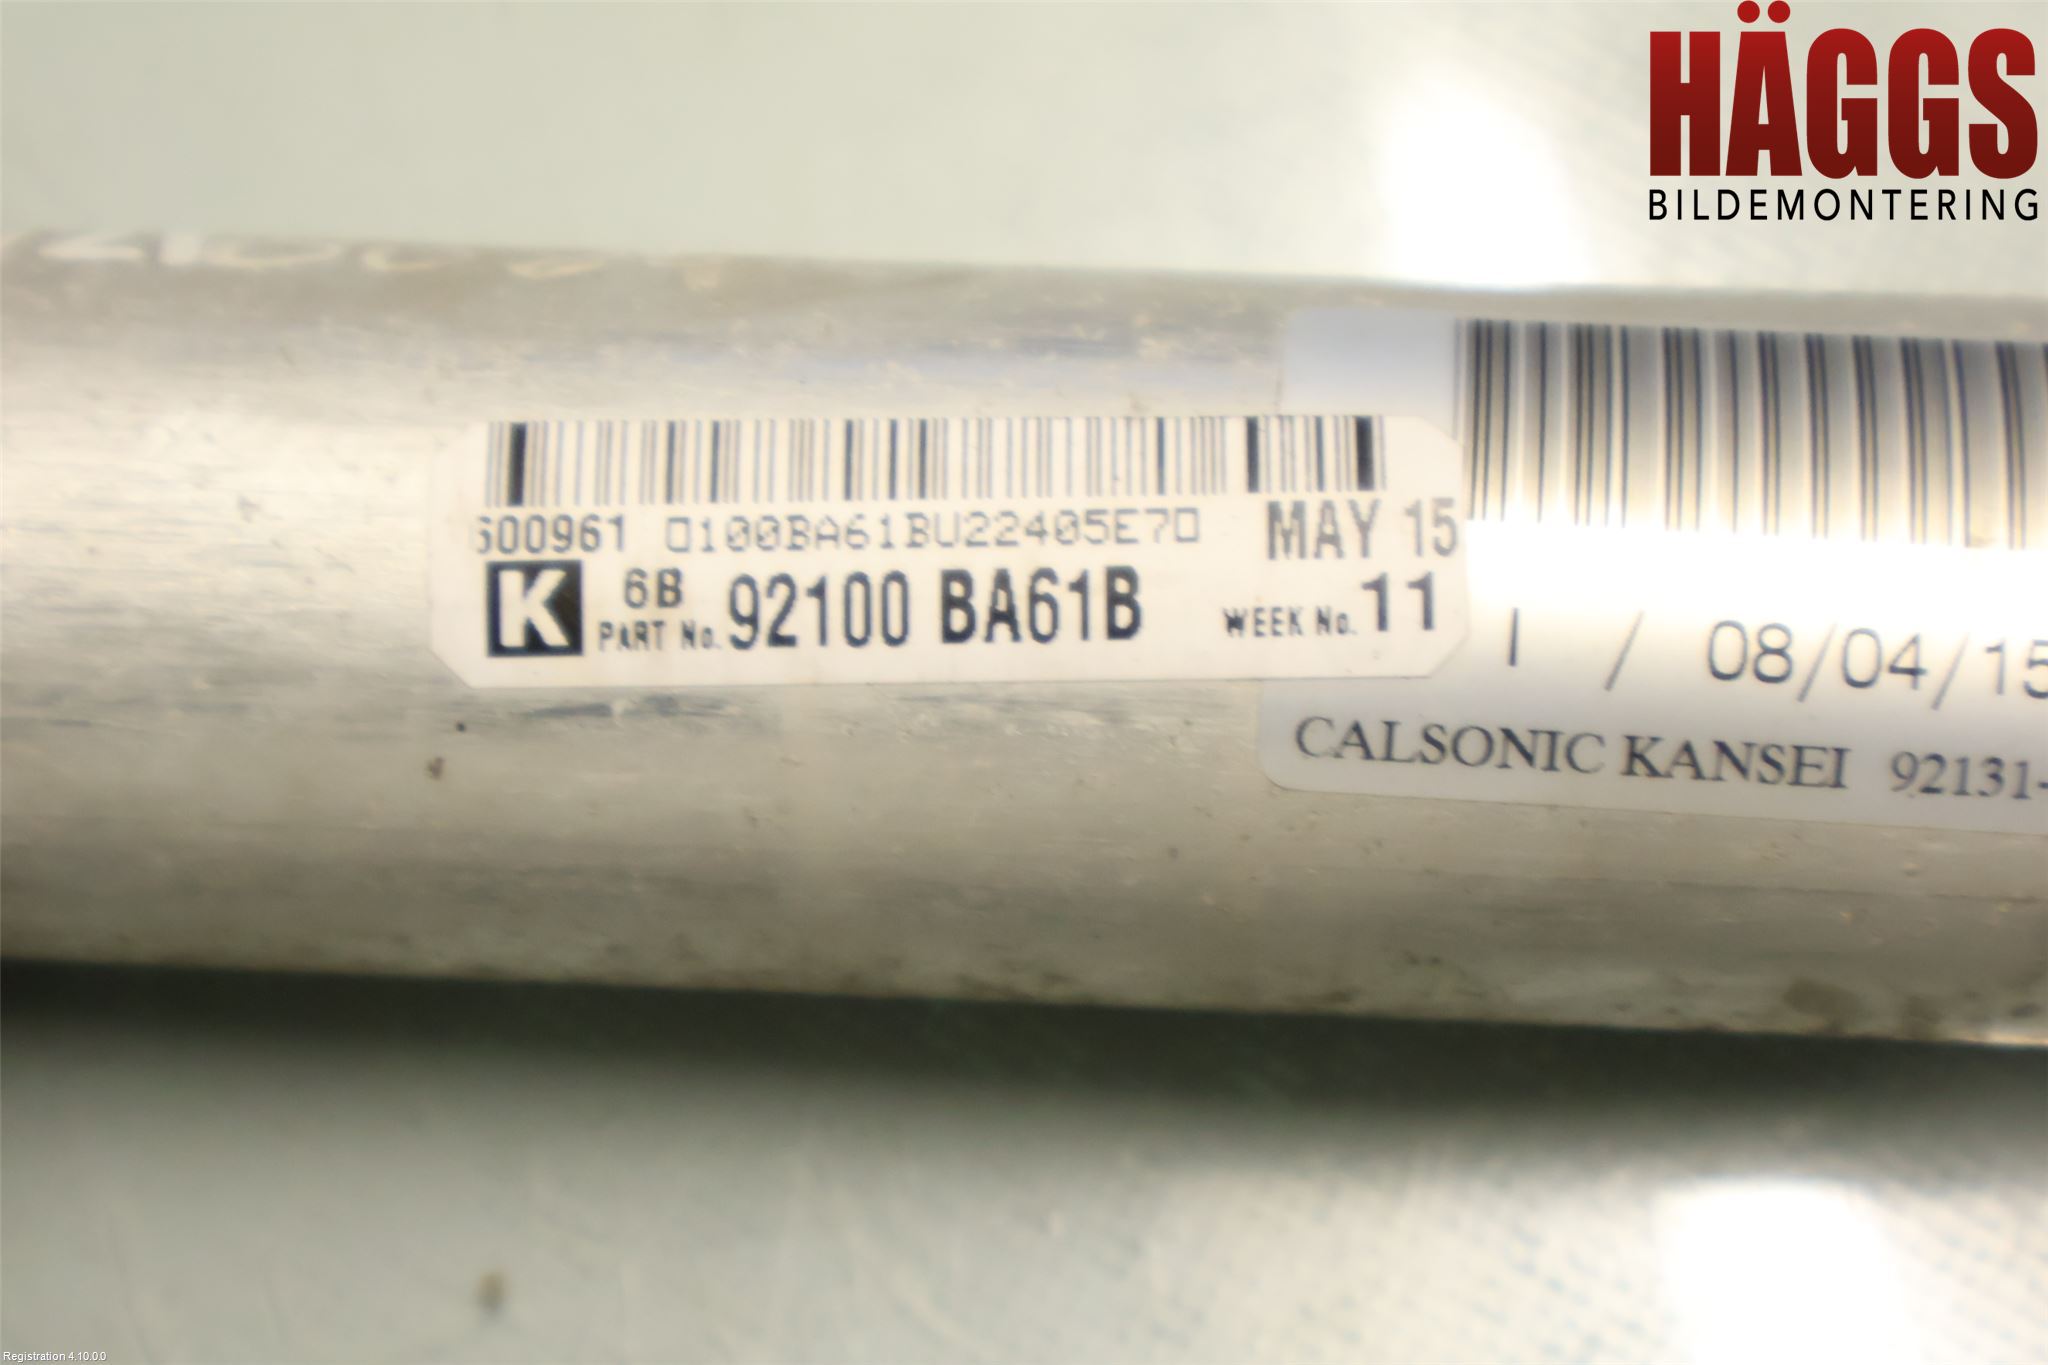 HÄGGS
BILDEMONTERING
600961 0100BA61BU22405E70 MAY 15
K 6B PART No. 92100 BA61B WEEK No. 11
/ 08/04/15
CALSONIC KANSEI 92131-
Registration 4.10.0.0